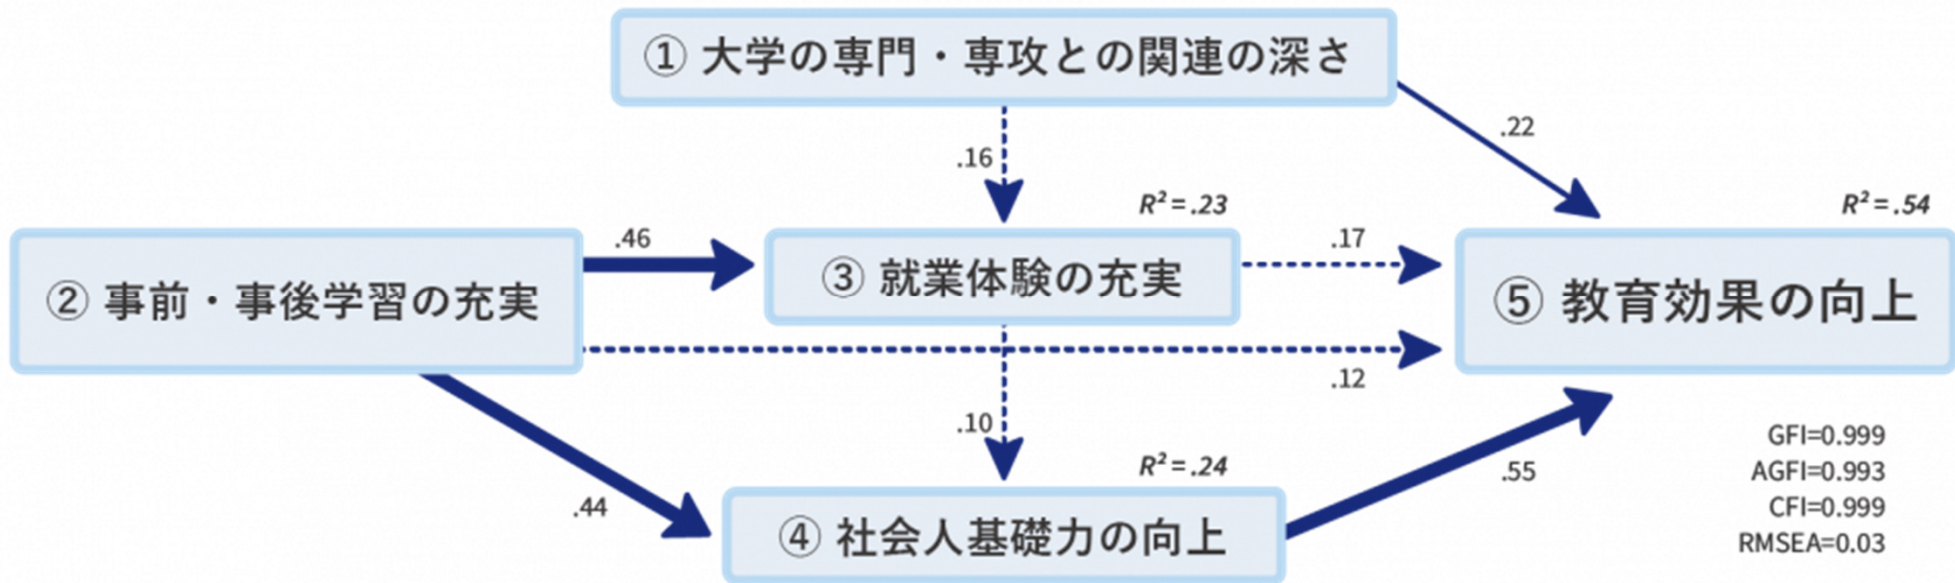 ① 大学の専門・専攻との関連の深さ
.22
.16
R² = .23
R² = .54
.46
.17
② 事前・事後学習の充実
③ 就業体験の充実
⑤ 教育効果の向上
.12
.10
GFI=0.999
R² = .24
AGFI=0.993
.55
.44
CFI=0.999
④ 社会人基礎力の向上
RMSEA=0.03